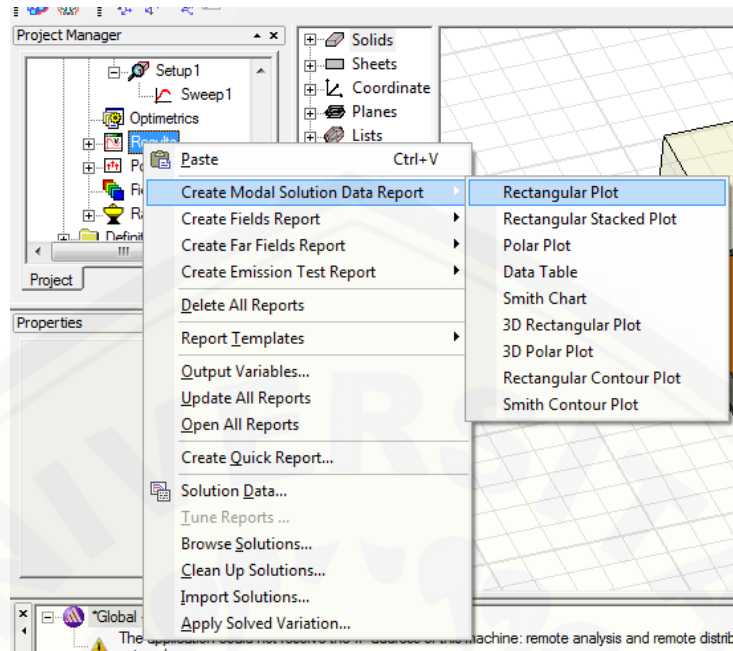 Project Manager
Setup1
Sweep1
Optimetrics
Results
Project
Properties
Solids
Sheets
Coordinate
Planes
Lists
Paste Ctrl+V
Create Modal Solution Data Report
Create Fields Report
Create Far Fields Report
Create Emission Test Report
Delete All Reports
Report Templates
Output Variables...
Update All Reports
Open All Reports
Create Quick Report...
Solution Data...
Tune Reports ...
Browse Solutions...
Clean Up Solutions...
Import Solutions...
Apply Solved Variation...
Rectangular Plot
Rectangular Stacked Plot
Polar Plot
Data Table
Smith Chart
3D Rectangular Plot
3D Polar Plot
Rectangular Contour Plot
Smith Contour Plot
*Global
The application could not resolve the IP address of this machine: remote analysis and remote distrib